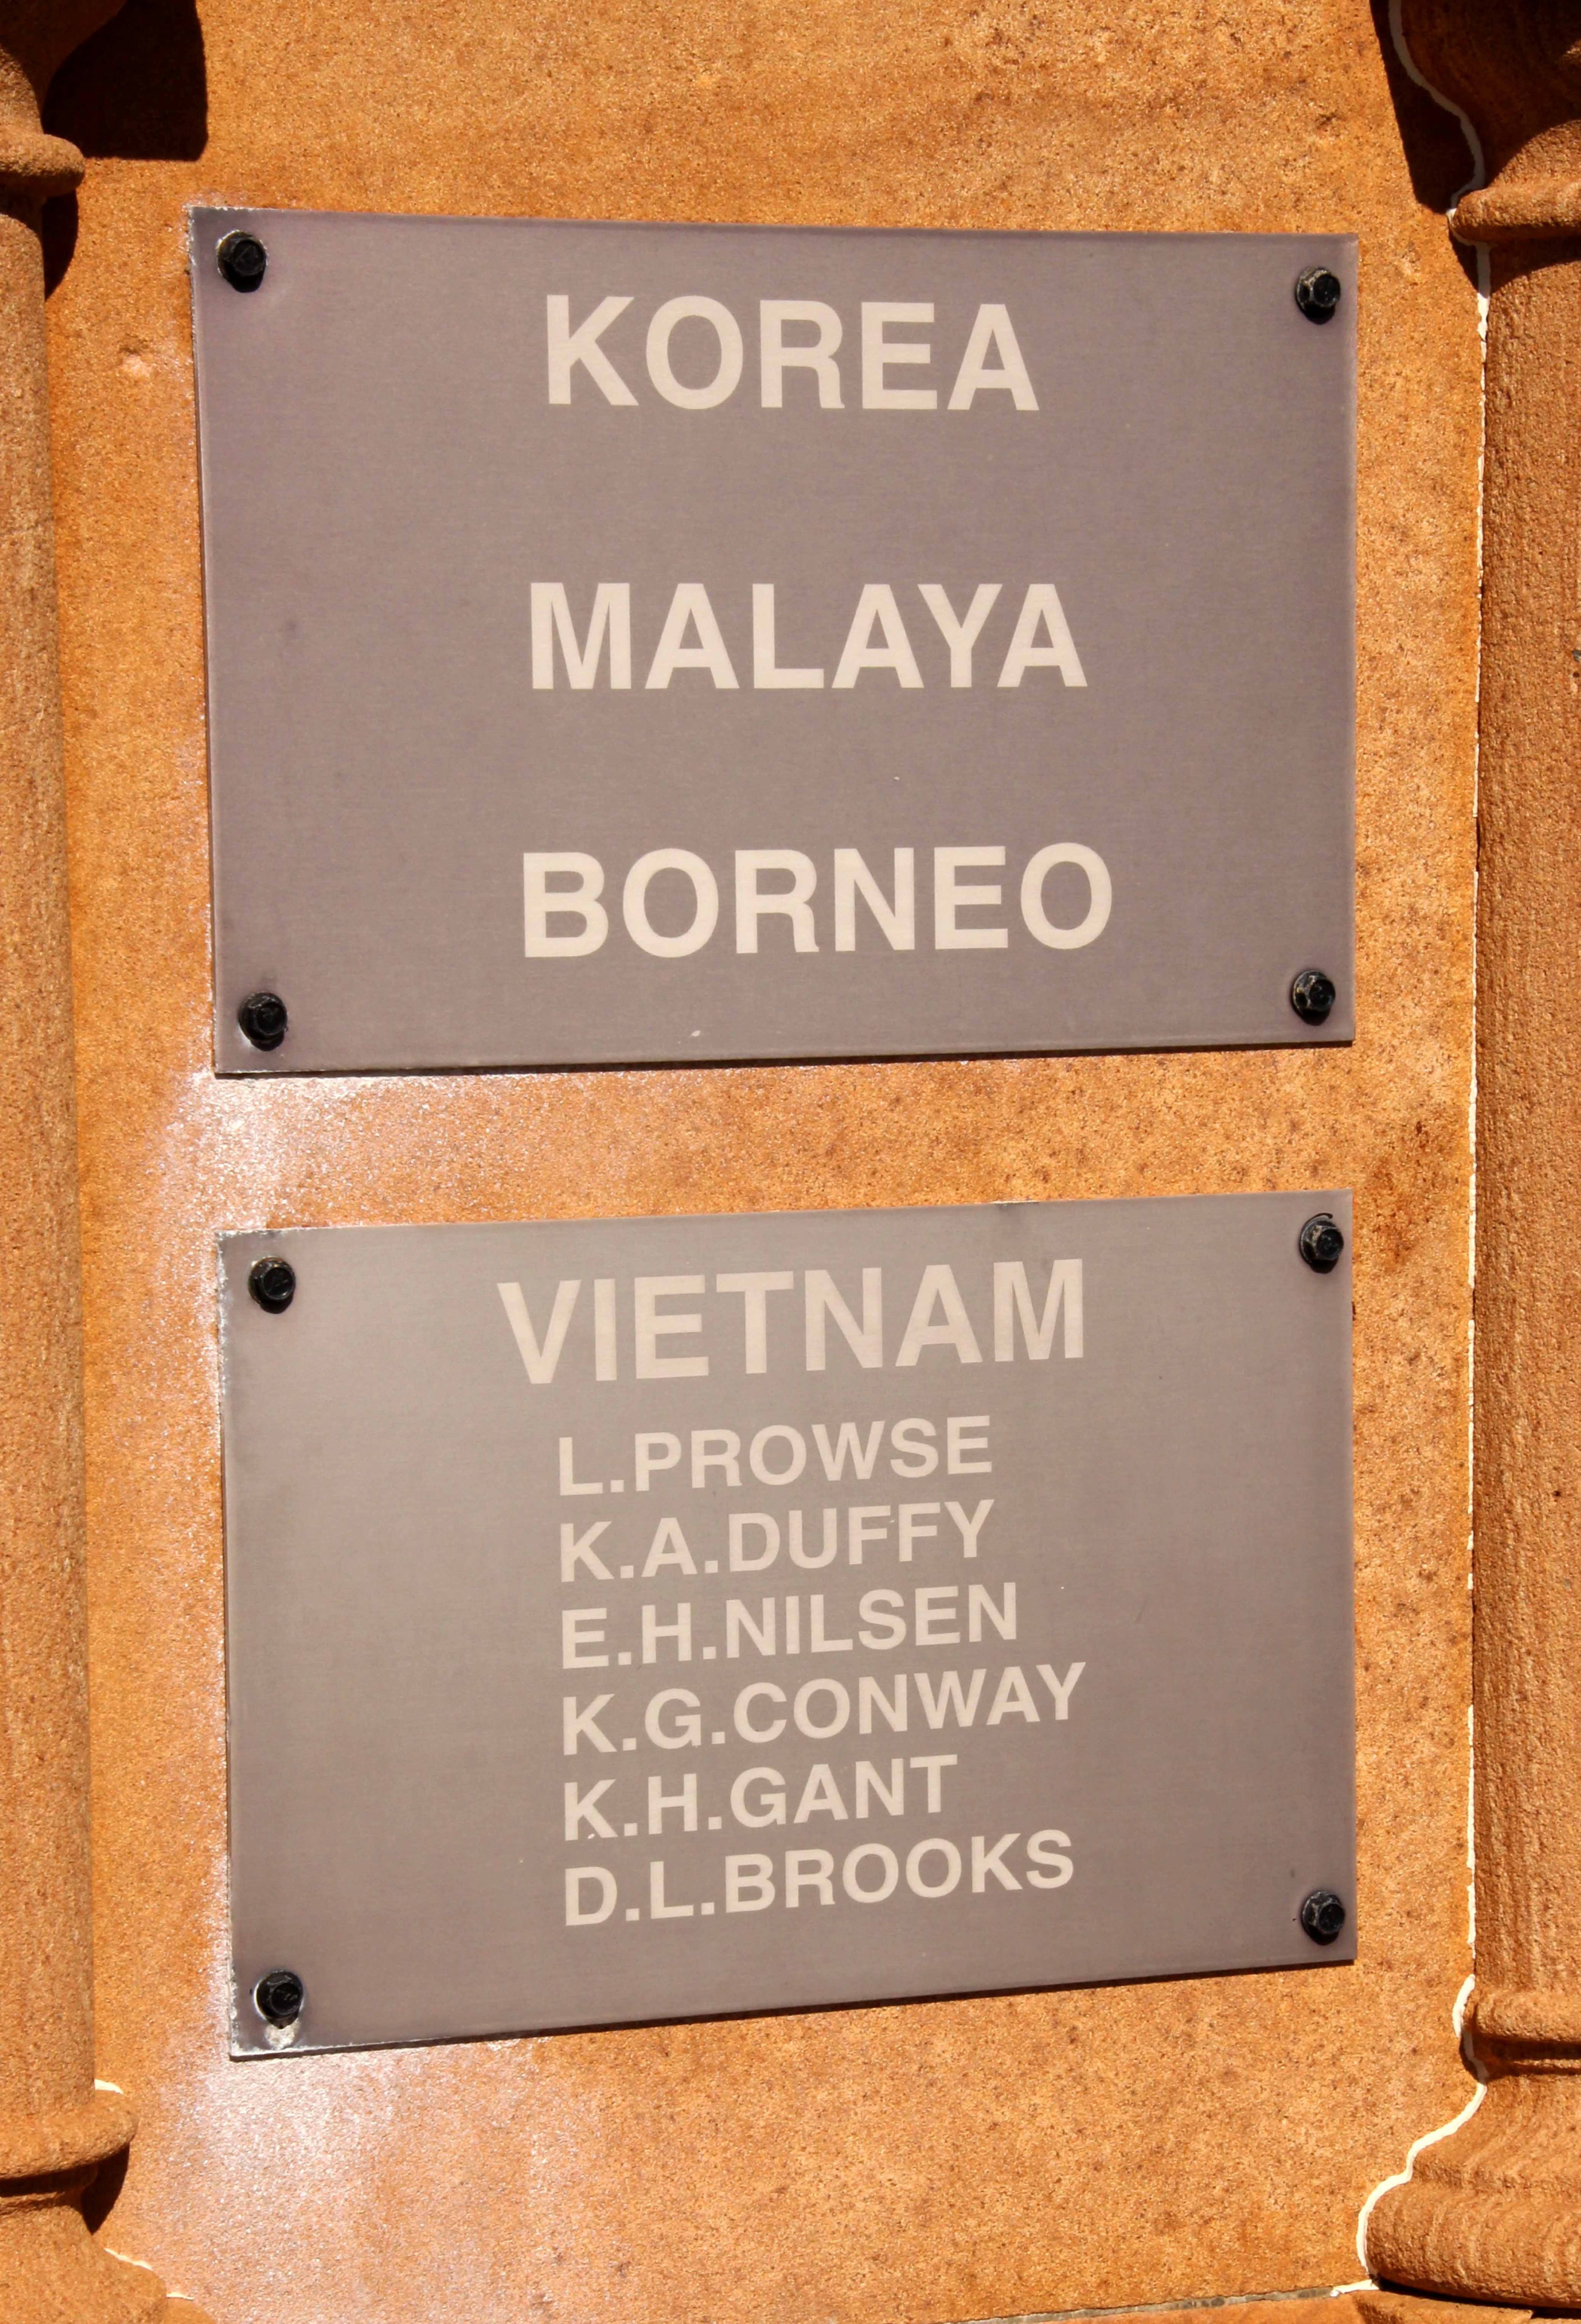 KOREA
MALAYA
BORNEO
VIETNAM
L.PROWSE
K.A.DUFFY
E.H.NILSEN
K.G.CONWAY
K.H.GANT
D.L.BROOKS